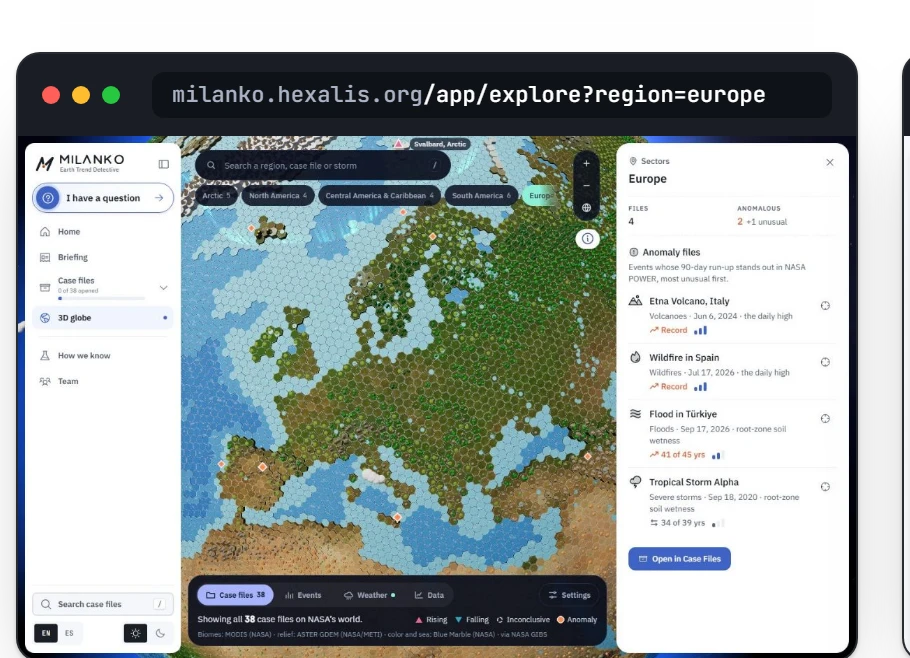 milanko.hexalis.org/app/explore?region=europe
MILANKO
Earth Trend Detective
I have a question
Home
Briefing
Case files
0 of 38 opened
3D globe
How we know
Team
Search case files /
EN ES
Svalbard, Arctic
Search a region, case file or storm /
Arctic 5 North America 4 Central America & Caribbean 4 South America 6 Europe
Case files 38 Events Weather Data Settings
Showing all 38 case files on NASA's world.
Rising Falling Inconclusive Anomaly
Biomes: MODIS (NASA) · relief: ASTER GDEM (NASA/METI) · color and sea: Blue Marble (NASA) · via NASA GIBS
Sectors
Europe
FILES ANOMALOUS
4 2 +1 unusual
Anomaly files
Events whose 90-day run-up stands out in NASA
POWER, most unusual first.
Etna Volcano, Italy
Volcanoes · Jun 6, 2024 · the daily high
Record
Wildfire in Spain
Wildfires · Jul 17, 2026 · the daily high
Record
Flood in Türkiye
Floods · Sep 17, 2026 · root-zone soil
wetness
41 of 45 yrs
Tropical Storm Alpha
Severe storms · Sep 18, 2020 · root-zone
soil wetness
34 of 39 yrs
Open in Case Files